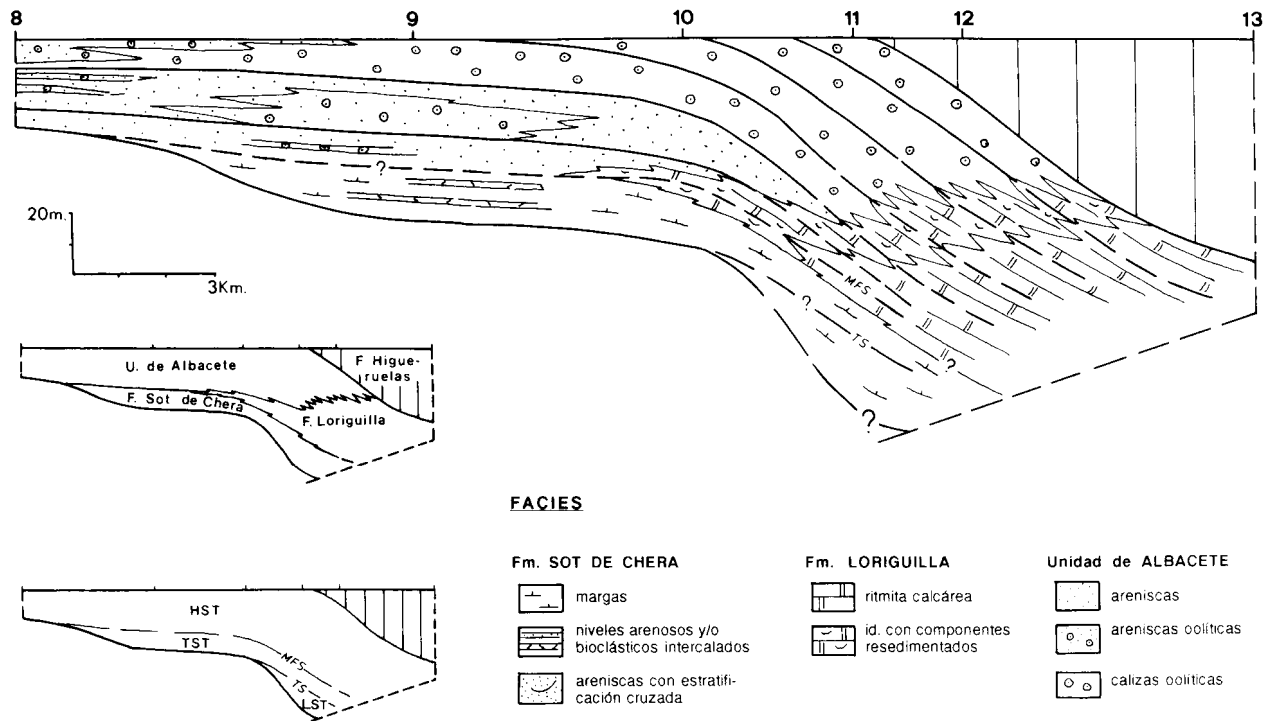 8 9 10 11 12 13
?
20m.
3Km.
MFS
?
TS
?
?
U. de Albacete
F. Higue-
ruelas
F. Sot de Chera
F. Loriguilla
HST
TST
MFS
TS
LST
FACIES
Fm. SOT DE CHERA
margas
niveles arenosos y/o
bioclásticos intercalados
areniscas con estratifi-
cación cruzada
Fm. LORIGUILLA
ritmita calcárea
id. con componentes
resedimentados
Unidad de ALBACETE
areniscas
areniscas oolíticas
calizas oolíticas